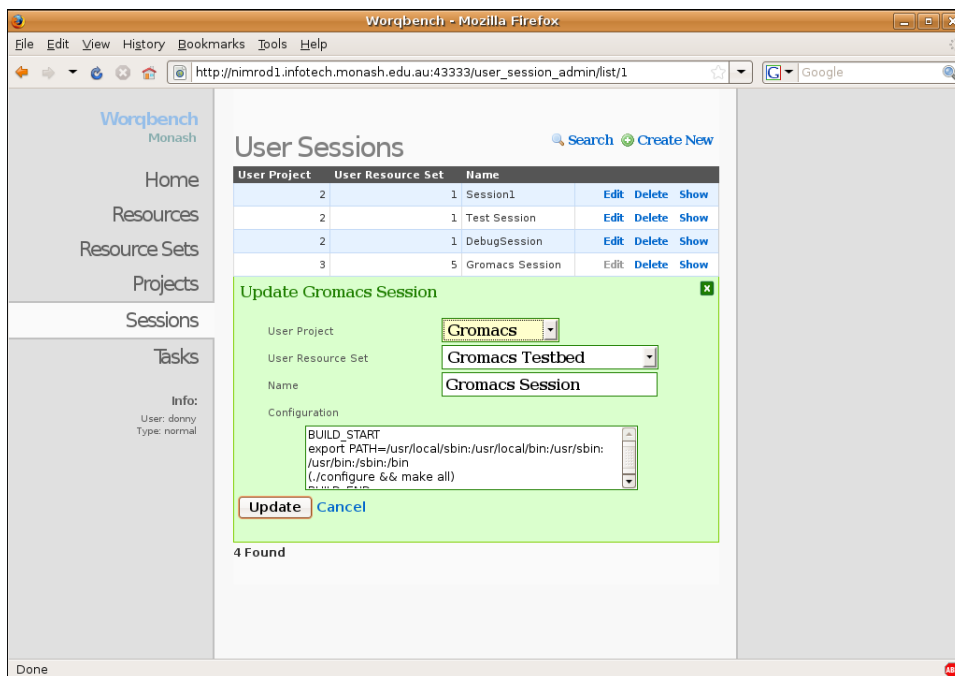 Worqbench - Mozilla Firefox
File Edit View History Bookmarks Tools Help
http://nimrod1.infotech.monash.edu.au:43333/user_session_admin/list/1
G Google
Worqbench
Monash
Home
Resources
Resource Sets
Projects
Sessions
Tasks
Info:
User: donny
Type: normal
User Sessions
Search Create New
User Project User Resource Set Name
2 1 Session1 Edit Delete Show
2 1 Test Session Edit Delete Show
2 1 DebugSession Edit Delete Show
3 5 Gromacs Session Edit Delete Show
Update Gromacs Session x
User Project Gromacs
User Resource Set Gromacs Testbed
Name Gromacs Session
Configuration
BUILD_START
export PATH=/usr/local/sbin:/usr/local/bin:/usr/sbin:
/usr/bin:/sbin:/bin
(./configure && make all)
Update Cancel
4 Found
Done